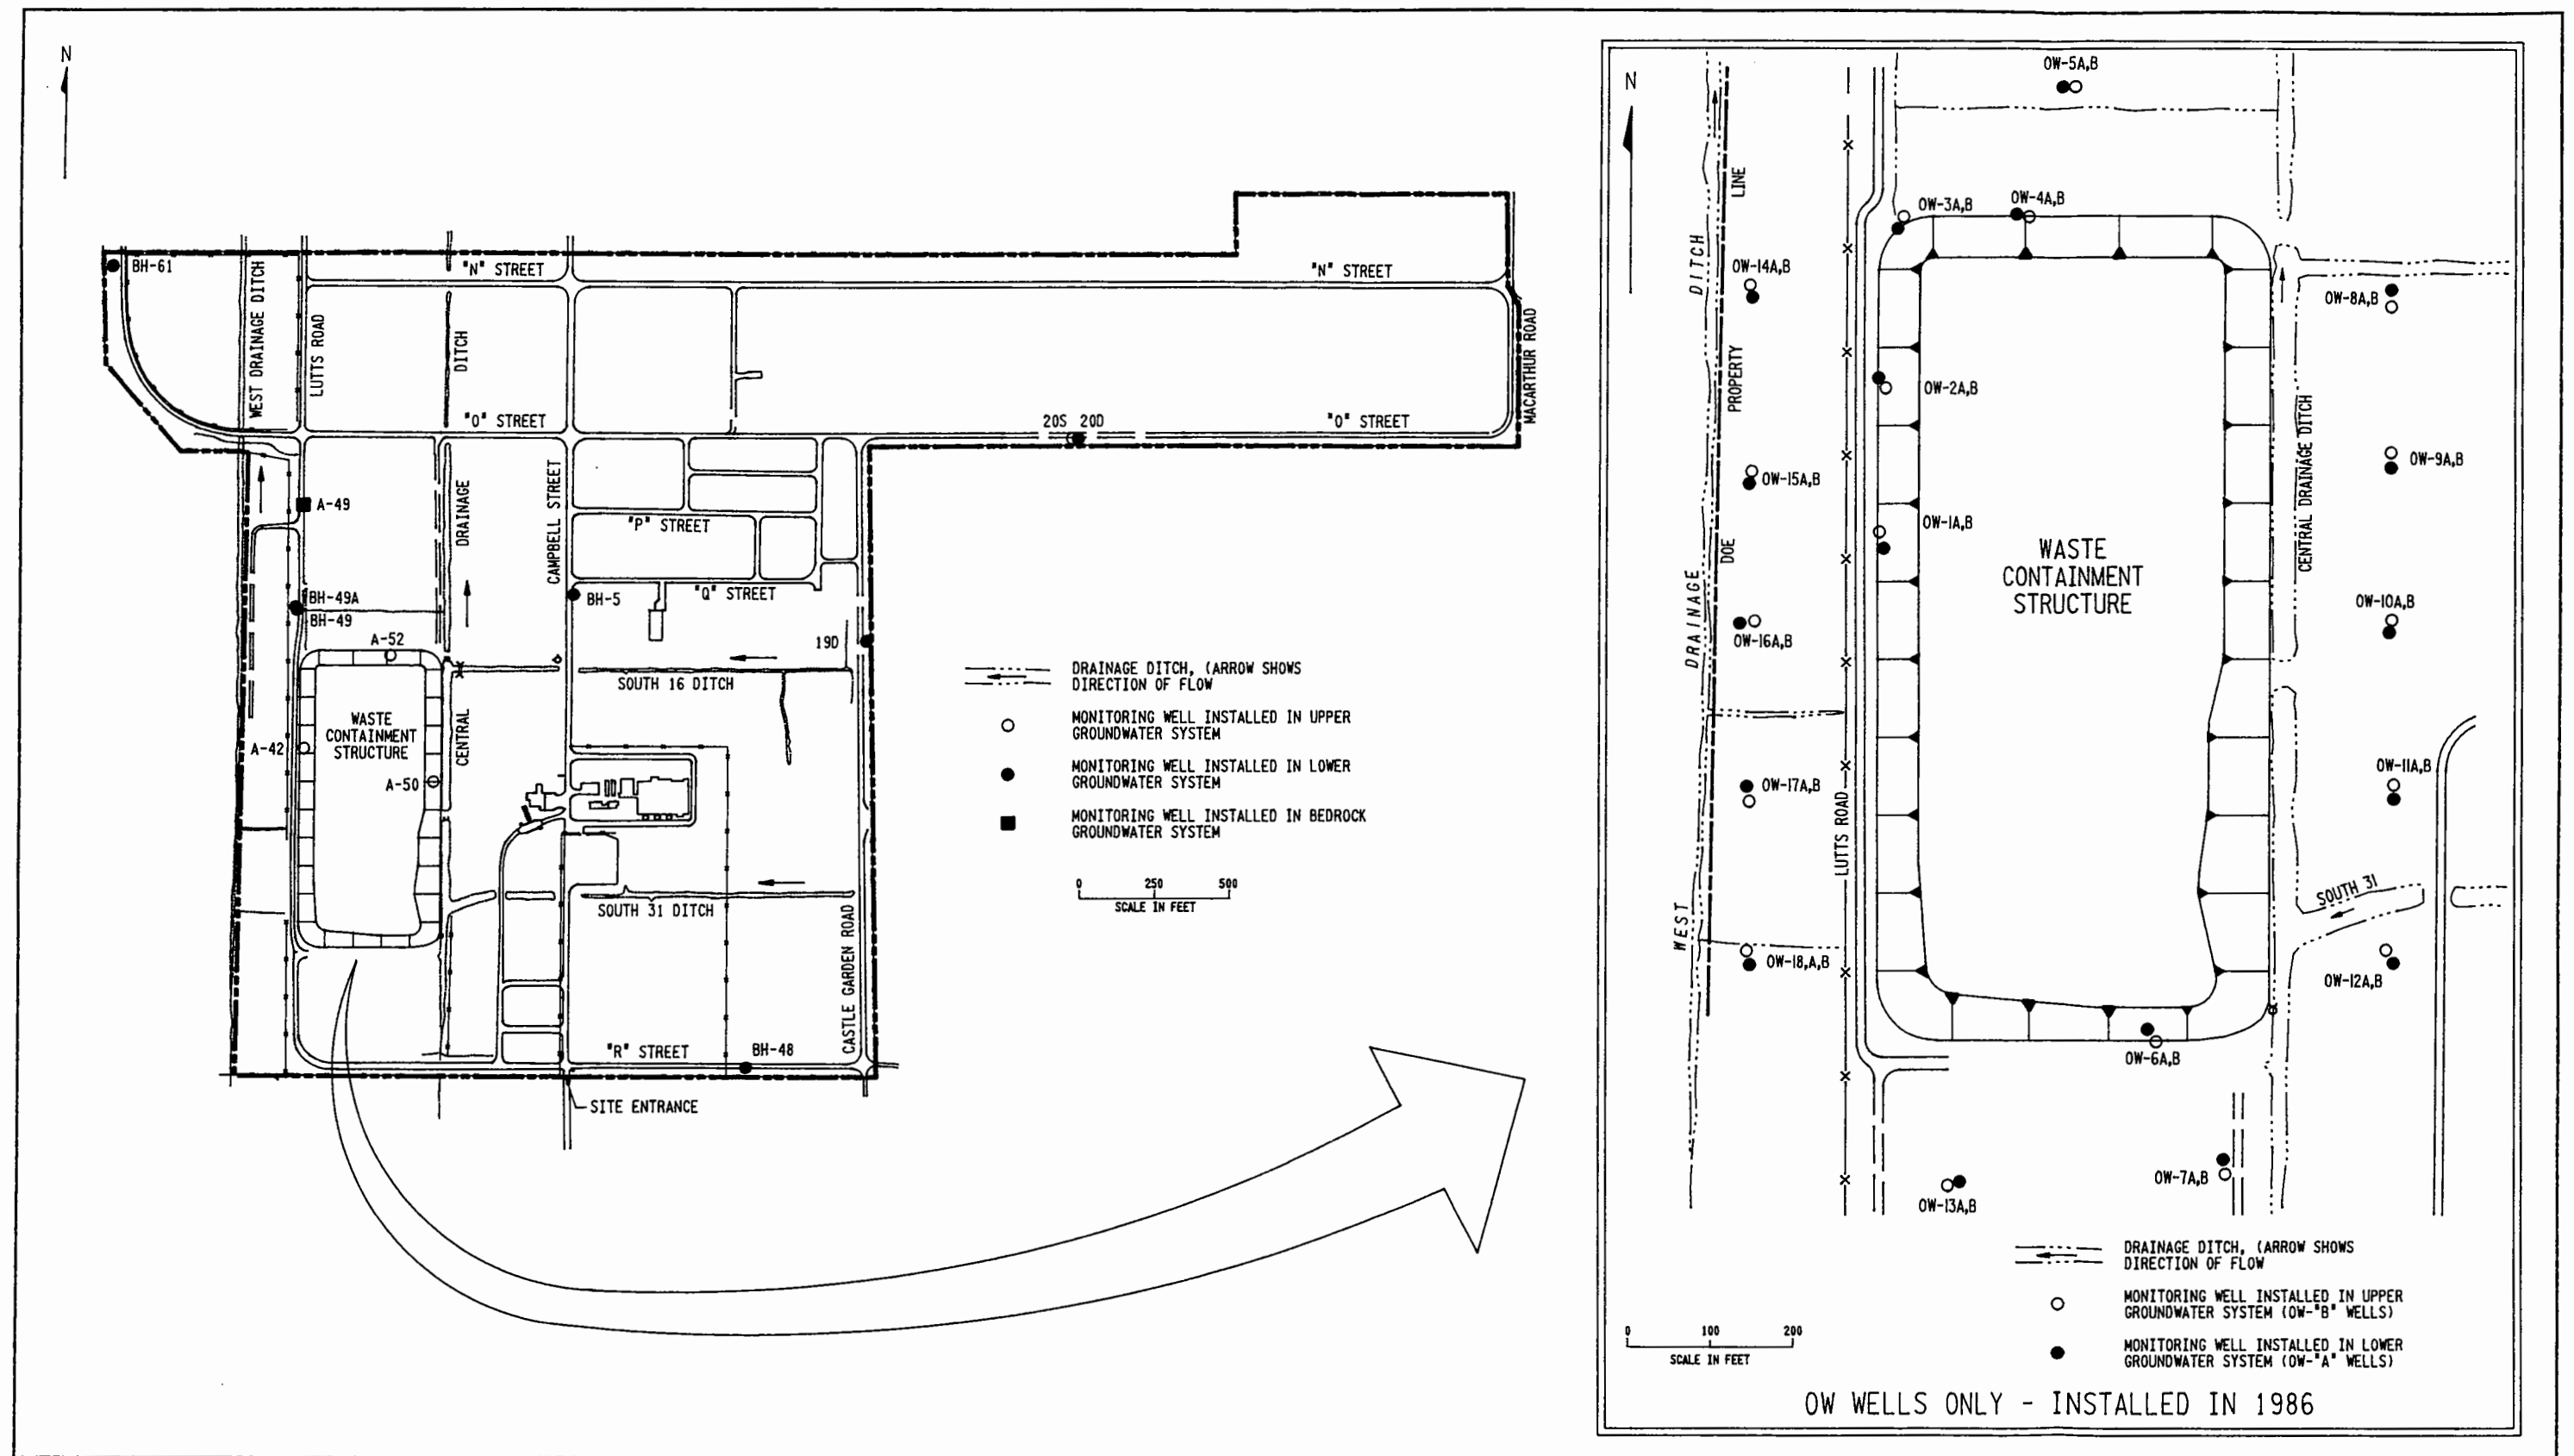 N
BH-61
WEST DRAINAGE DITCH
LUTTS ROAD
"N" STREET
"N" STREET
DITCH
"O" STREET
20S 20D
"O" STREET
MACARTHUR ROAD
A-49
DRAINAGE
CAMPBELL STREET
"P" STREET
BH-49A
BH-49
BH-5
"Q" STREET
A-52
19D
SOUTH 16 DITCH
WASTE
CONTAINMENT
STRUCTURE
A-42
A-50
CENTRAL
SOUTH 31 DITCH
CASTLE GARDEN ROAD
"R" STREET
BH-48
SITE ENTRANCE
DRAINAGE DITCH, (ARROW SHOWS
DIRECTION OF FLOW
MONITORING WELL INSTALLED IN UPPER
GROUNDWATER SYSTEM
MONITORING WELL INSTALLED IN LOWER
GROUNDWATER SYSTEM
MONITORING WELL INSTALLED IN BEDROCK
GROUNDWATER SYSTEM
0 250 500
SCALE IN FEET
N
OW-5A,B
OW-3A,B
OW-4A,B
OW-14A,B
OW-8A,B
OW-2A,B
OW-15A,B
OW-9A,B
OW-1A,B
OW-16A,B
OW-10A,B
OW-17A,B
OW-11A,B
OW-18,A,B
OW-12A,B
OW-6A,B
OW-7A,B
OW-13A,B
WEST DRAINAGE DITCH
DOE PROPERTY LINE
LUTTS ROAD
WASTE
CONTAINMENT
STRUCTURE
CENTRAL DRAINAGE DITCH
SOUTH 31
DRAINAGE DITCH, (ARROW SHOWS
DIRECTION OF FLOW
MONITORING WELL INSTALLED IN UPPER
GROUNDWATER SYSTEM (OW-"B" WELLS)
MONITORING WELL INSTALLED IN LOWER
GROUNDWATER SYSTEM (OW-"A" WELLS)
0 100 200
SCALE IN FEET
OW WELLS ONLY - INSTALLED IN 1986